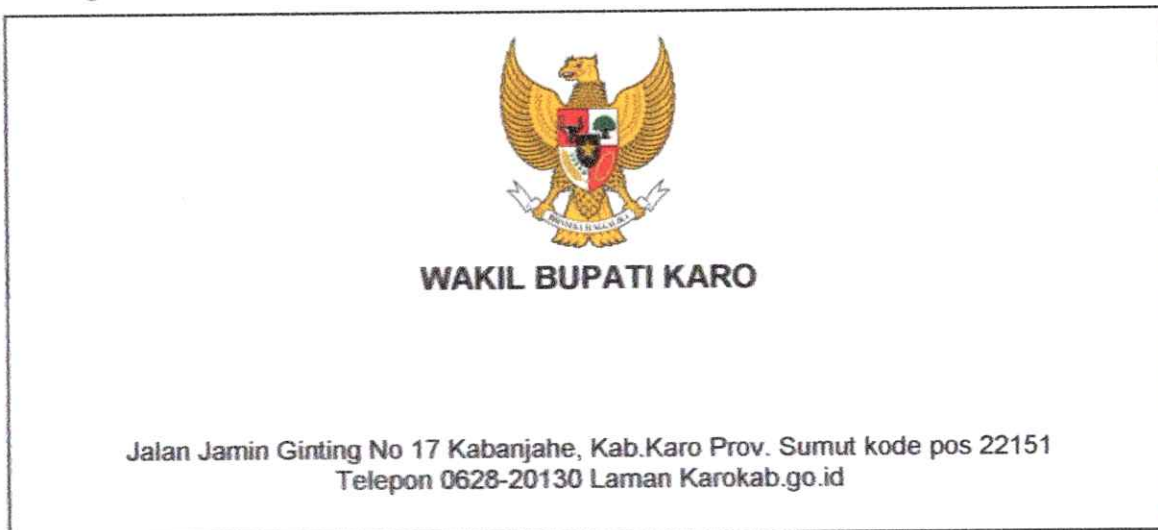 WAKIL BUPATI KARO
Jalan Jamin Ginting No 17 Kabanjahe, Kab.Karo Prov. Sumut kode pos 22151
Telepon 0628-20130 Laman Karokab.go.id